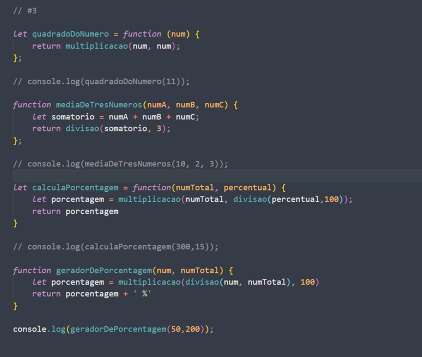 // #3
let quadradoDoNumero = function (num) {
    return multiplicacao(num, num);
};
// console.log(quadradoDoNumero(11));
function mediaDeTresNumeros(numA, numB, numC) {
    let somatorio = numA + numB + numC;
    return divisao(somatorio, 3);
};
// console.log(mediaDeTresNumeros(10, 2, 3));
let calculaPorcentagem = function(numTotal, percentual) {
    let porcentagem = multiplicacao(numTotal, divisao(percentual,100));
    return porcentagem
}
// console.log(calculaPorcentagem(300,15));
function geradorDePorcentagem(num, numTotal) {
    let porcentagem = multiplicacao(divisao(num, numTotal), 100)
    return porcentagem + ' %'
}
console.log(geradorDePorcentagem(50,200));